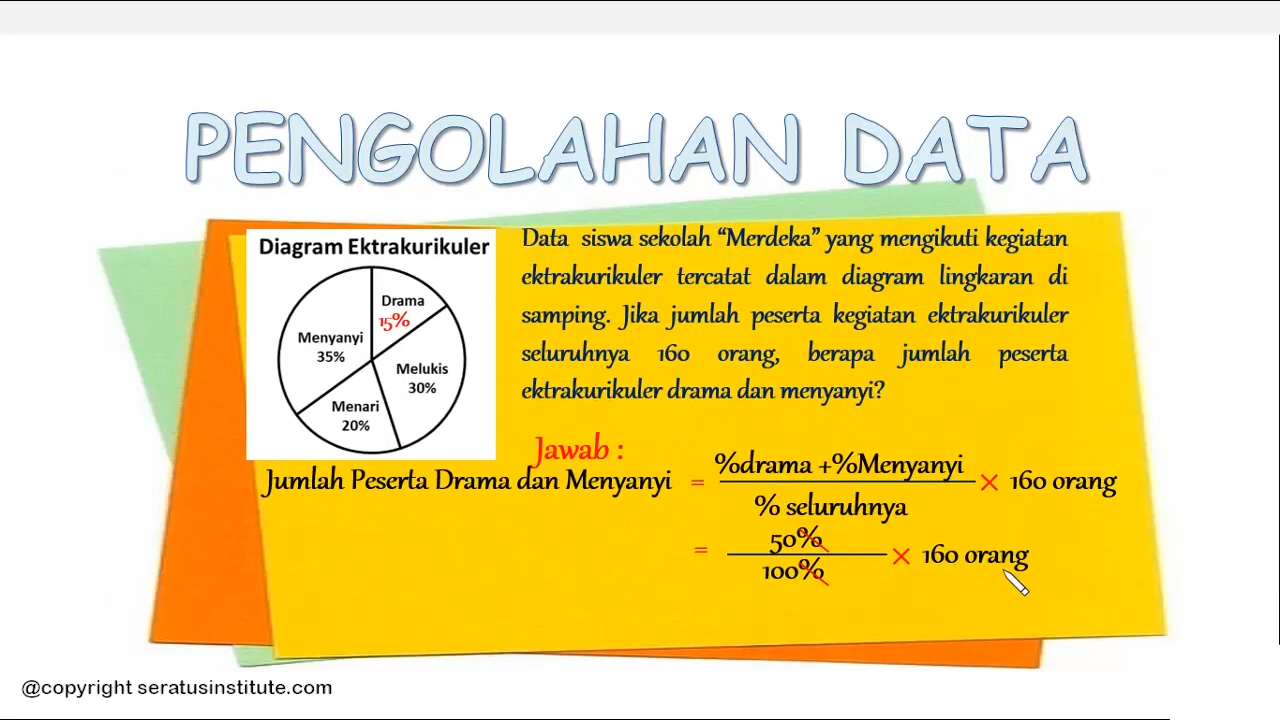 PENGOLAHAN DATA
Diagram Ektrakurikuler
Drama
15%
Menyanyi
35%
Melukis
30%
Menari
20%
Data siswa sekolah “Merdeka” yang mengikuti kegiatan
ektrakurikuler tercatat dalam diagram lingkaran di
samping. Jika jumlah peserta kegiatan ektrakurikuler
seluruhnya 160 orang, berapa jumlah peserta
ektrakurikuler drama dan menyanyi?
Jawab :
Jumlah Peserta Drama dan Menyanyi = %drama +%Menyanyi × 160 orang
% seluruhnya
= 50% × 160 orang
100%
@copyright seratusinstitute.com